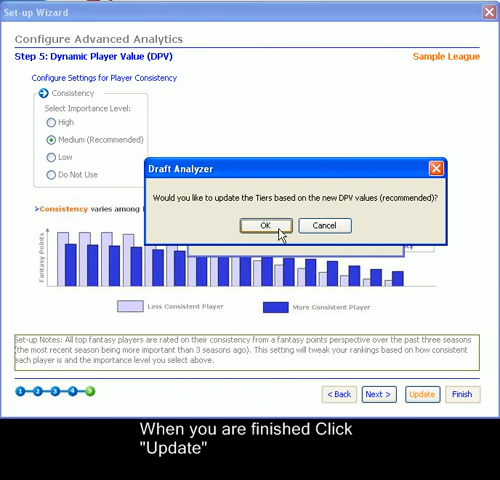 Set-up Wizard
Configure Advanced Analytics
Step 5: Dynamic Player Value (DPV)
Sample League
Configure Settings for Player Consistency
Consistency
Select Importance Level:
High
Medium (Recommended)
Low
Do Not Use
Draft Analyzer
Would you like to update the Tiers based on the new DPV values (recommended)?
OK
Cancel
>Consistency varies among
Fantasy Points
Less Consistent Player
More Consistent Player
Set-up Notes: All top fantasy players are rated on their consistency from a fantasy points perspective over the past three seasons
(the most recent season being more important than 3 seasons ago). This setting will tweak your rankings based on how consistent
each player is and the importance level you select above.
1 2 3 4 5
< Back
Next >
Update
Finish
When you are finished Click
"Update"